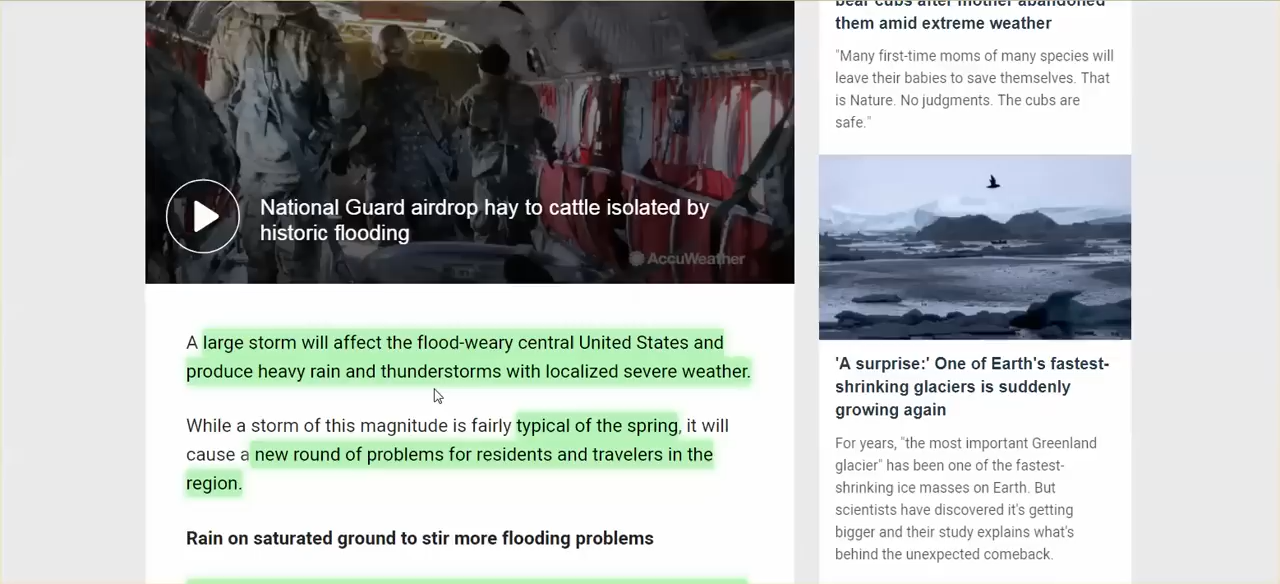 National Guard airdrop hay to cattle isolated by
historic flooding
AccuWeather
A large storm will affect the flood-weary central United States and
produce heavy rain and thunderstorms with localized severe weather.
While a storm of this magnitude is fairly typical of the spring, it will
cause a new round of problems for residents and travelers in the
region.
Rain on saturated ground to stir more flooding problems
bear cubs after mother abandoned
them amid extreme weather
"Many first-time moms of many species will
leave their babies to save themselves. That
is Nature. No judgments. The cubs are
safe."
'A surprise:' One of Earth's fastest-
shrinking glaciers is suddenly
growing again
For years, "the most important Greenland
glacier" has been one of the fastest-
shrinking ice masses on Earth. But
scientists have discovered it's getting
bigger and their study explains what's
behind the unexpected comeback.